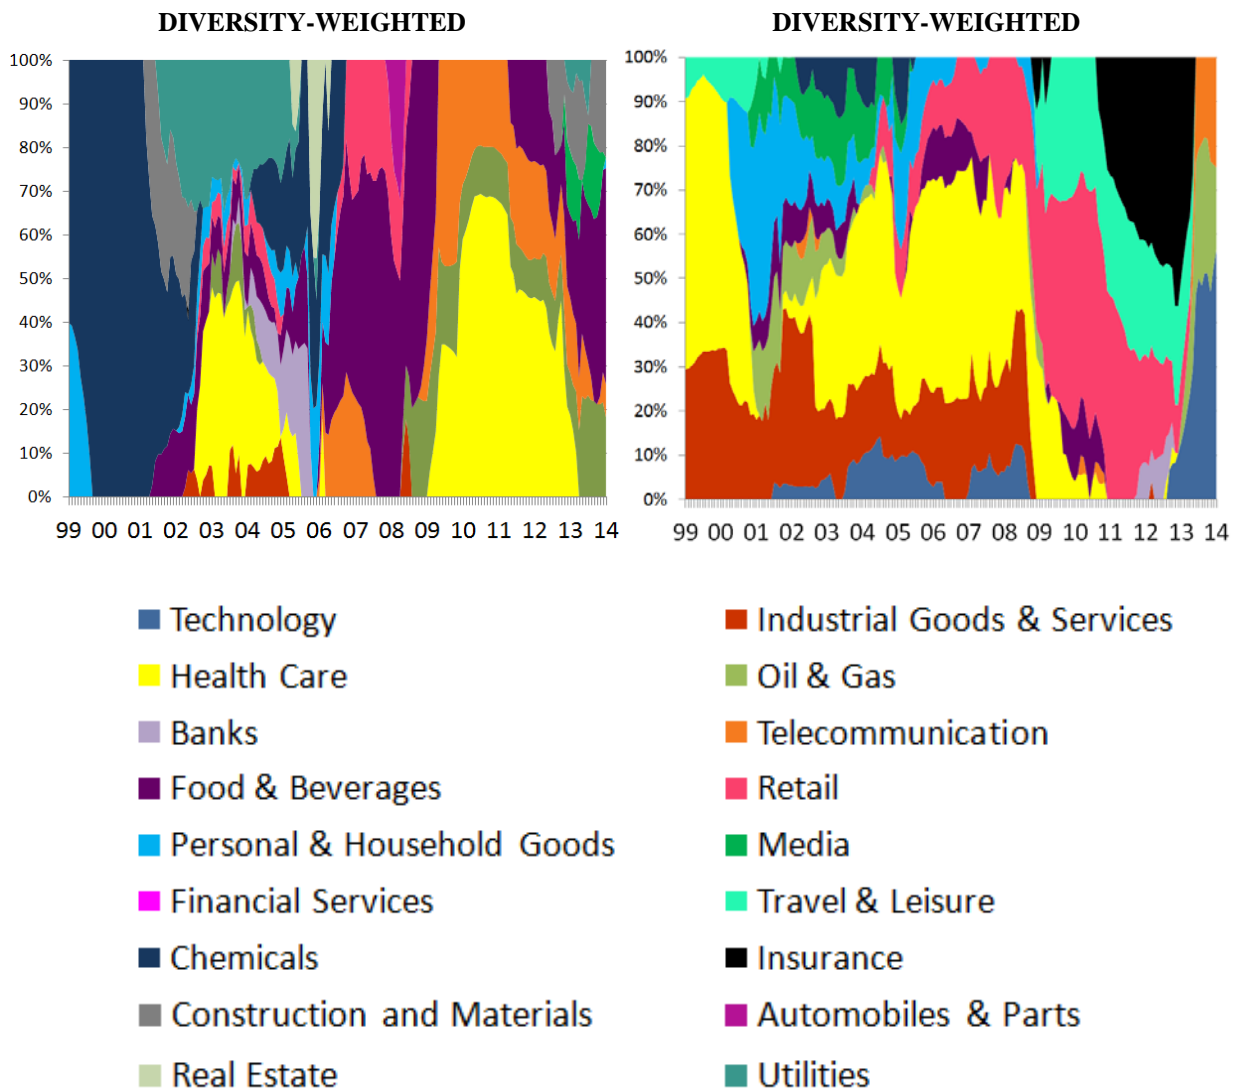 DIVERSITY-WEIGHTED
DIVERSITY-WEIGHTED
100%
90%
80%
70%
60%
50%
40%
30%
20%
10%
0%
99 00 01 02 03 04 05 06 07 08 09 10 11 12 13 14
100%
90%
80%
70%
60%
50%
40%
30%
20%
10%
0%
99 00 01 02 03 04 05 06 07 08 09 10 11 12 13 14
Technology
Industrial Goods & Services
Health Care
Oil & Gas
Banks
Telecommunication
Food & Beverages
Retail
Personal & Household Goods
Media
Financial Services
Travel & Leisure
Chemicals
Insurance
Construction and Materials
Automobiles & Parts
Real Estate
Utilities